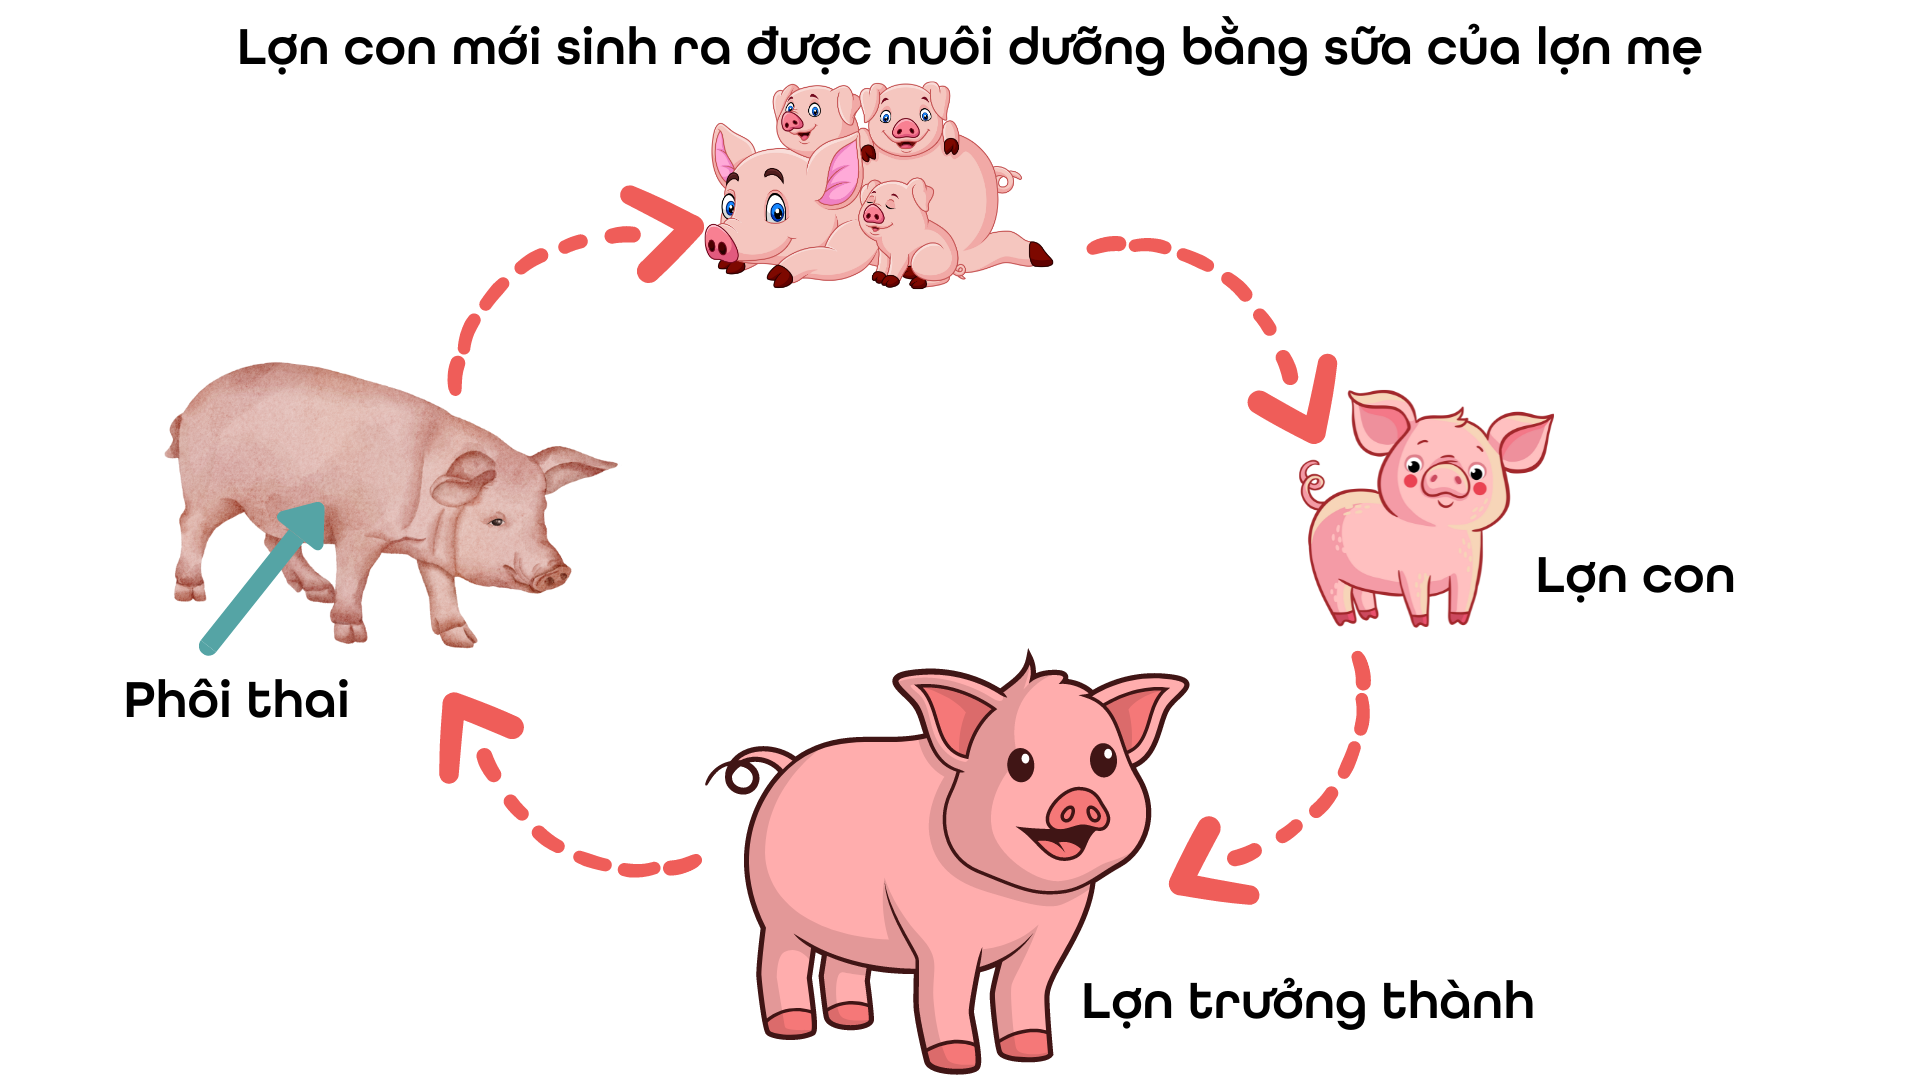 Lợn con mới sinh ra được nuôi dưỡng bằng sữa của lợn mẹ
Lợn con
Phôi thai
Lợn trưởng thành